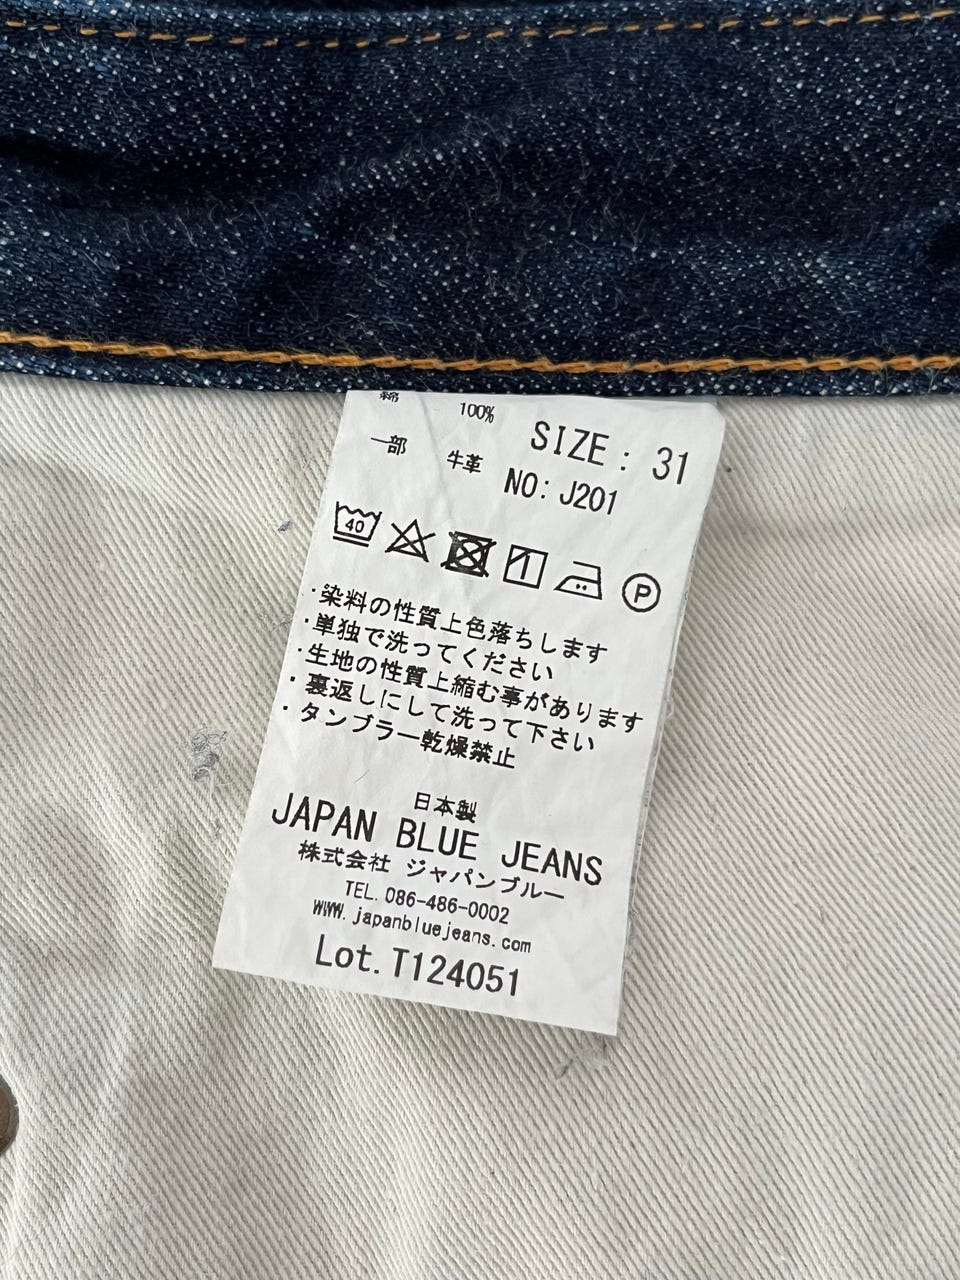 綿 100%
一部 牛革
SIZE: 31
NO: J201
40
P
・染料の性質上色落ちします
・単独で洗ってください
・生地の性質上縮む事があります
・裏返しにして洗って下さい
・タンブラー乾燥禁止
日本製
JAPAN BLUE JEANS
株式会社 ジャパンブルー
TEL. 086-486-0002
www.japanbluejeans.com
Lot. T124051